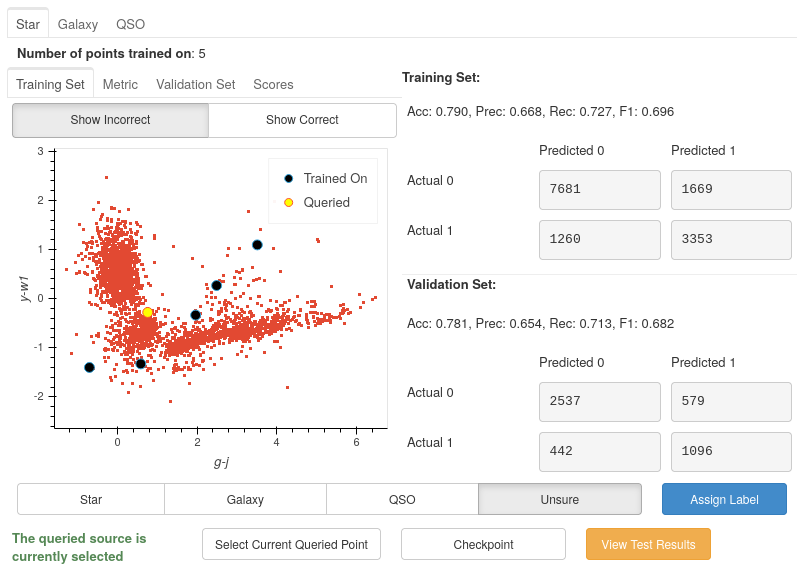 Star Galaxy QSO
Number of points trained on: 5
Training Set Metric Validation Set Scores
Show Incorrect Show Correct
3
2
1
0
-1
-2
y-w1
0 2 4 6
g-j
Trained On
Queried
Training Set:
Acc: 0.790, Prec: 0.668, Rec: 0.727, F1: 0.696
Predicted 0 Predicted 1
Actual 0 7681 1669
Actual 1 1260 3353
Validation Set:
Acc: 0.781, Prec: 0.654, Rec: 0.713, F1: 0.682
Predicted 0 Predicted 1
Actual 0 2537 579
Actual 1 442 1096
Star Galaxy QSO Unsure Assign Label
The queried source is
currently selected
Select Current Queried Point Checkpoint View Test Results